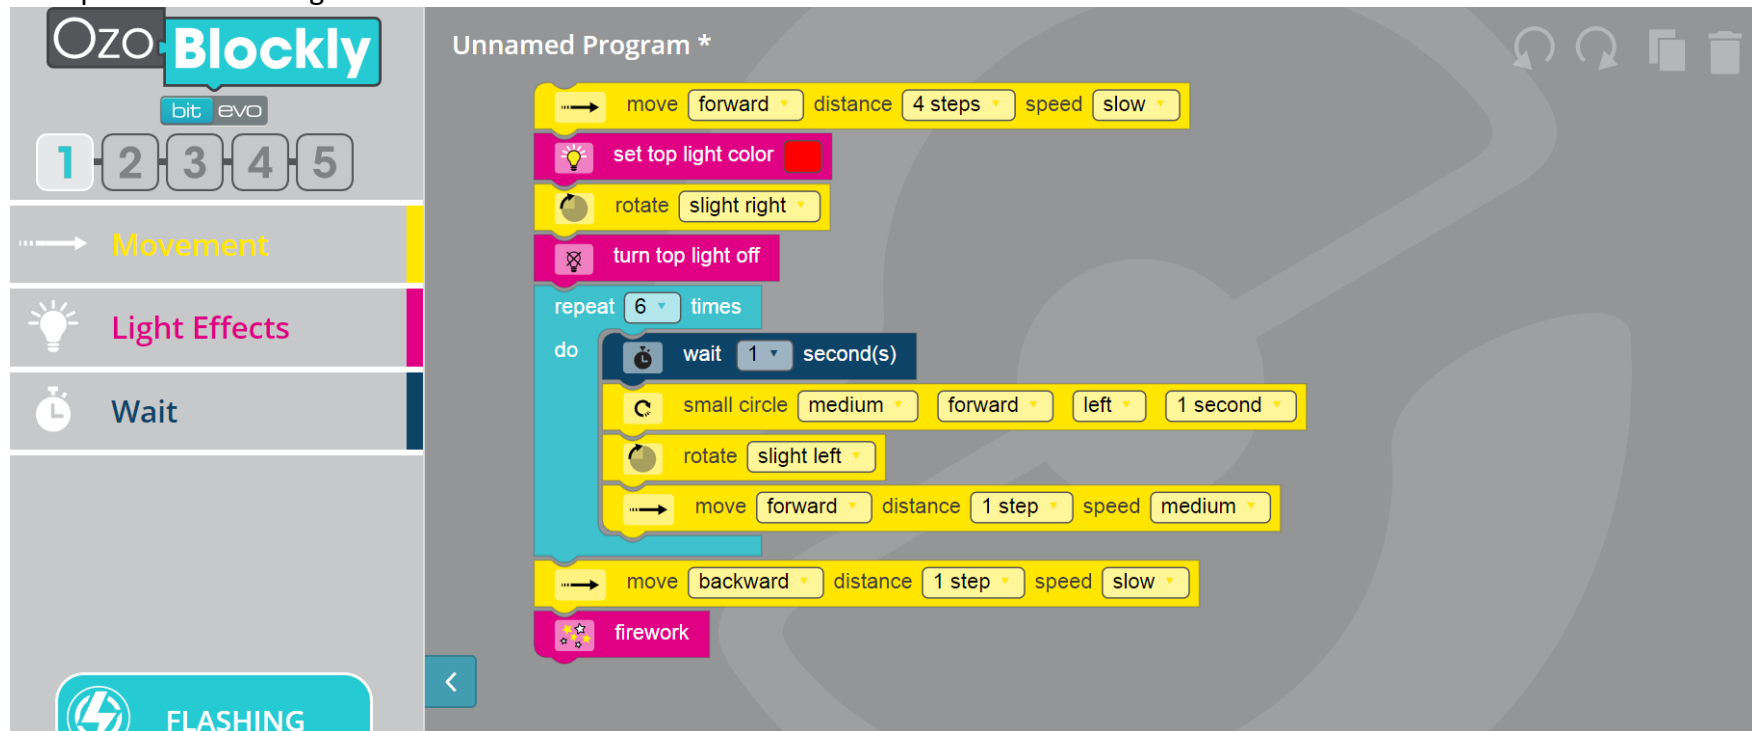 Ozo Blockly
bit evo
1 2 3 4 5
Movement
Light Effects
Wait
FLASHING
Unnamed Program *
move forward distance 4 steps speed slow
set top light color
rotate slight right
turn top light off
repeat 6 times
do
wait 1 second(s)
small circle medium forward left 1 second
rotate slight left
move forward distance 1 step speed medium
move backward distance 1 step speed slow
firework